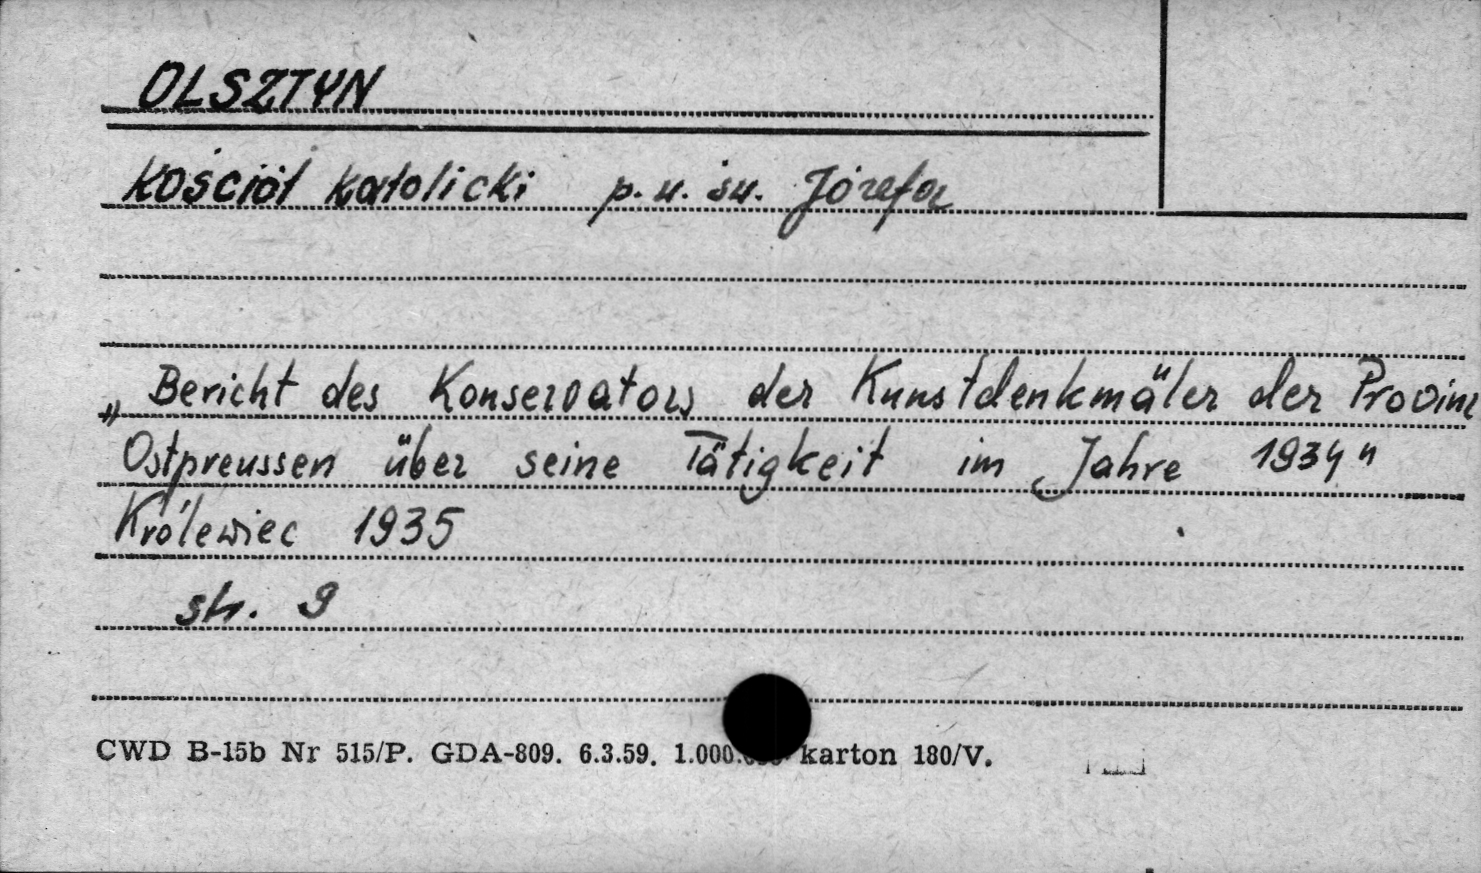 OLSZTYN
Kościół katolicki p.w. św. Józefa
„Bericht des Konservators der Kunstdenkmäler der Provinz
Ostpreussen über seine Tätigkeit im Jahre 1934"
Królewiec 1935
str. 9
CWD B-15b Nr 515/P. GDA-809. 6.3.59. 1.000. karton 180/V.